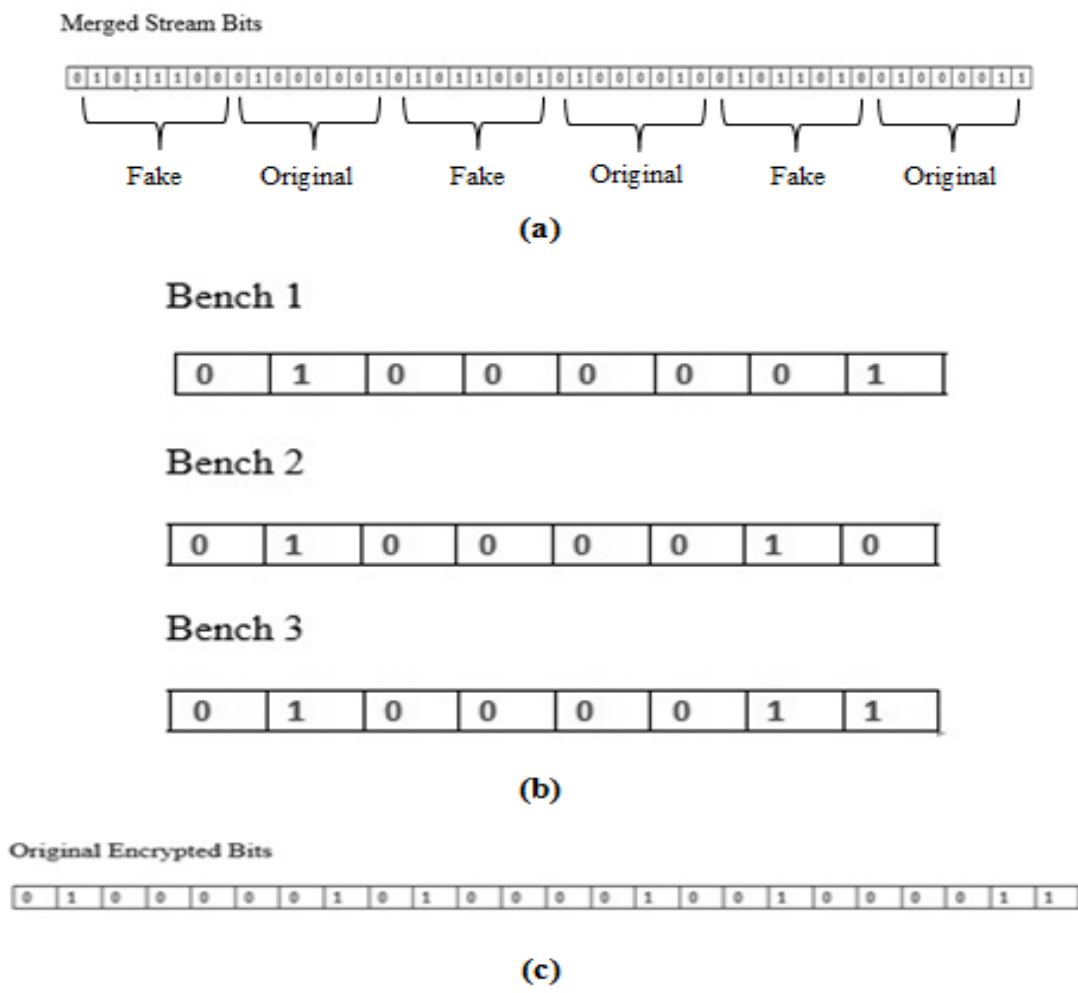 Merged Stream Bits
0 1 0 1 1 1 0 0 0 1 0 0 0 0 0 1 0 1 0 1 1 0 0 1 0 1 0 0 0 0 1 0 0 1 0 1 1 0 1 0 0 1 0 0 0 0 1 1
Fake Original Fake Original Fake Original
(a)
Bench 1
0 1 0 0 0 0 0 1
Bench 2
0 1 0 0 0 0 1 0
Bench 3
0 1 0 0 0 0 1 1
(b)
Original Encrypted Bits
0 1 0 0 0 0 0 1 0 1 0 0 0 0 1 0 0 1 0 0 0 0 1 1
(c)